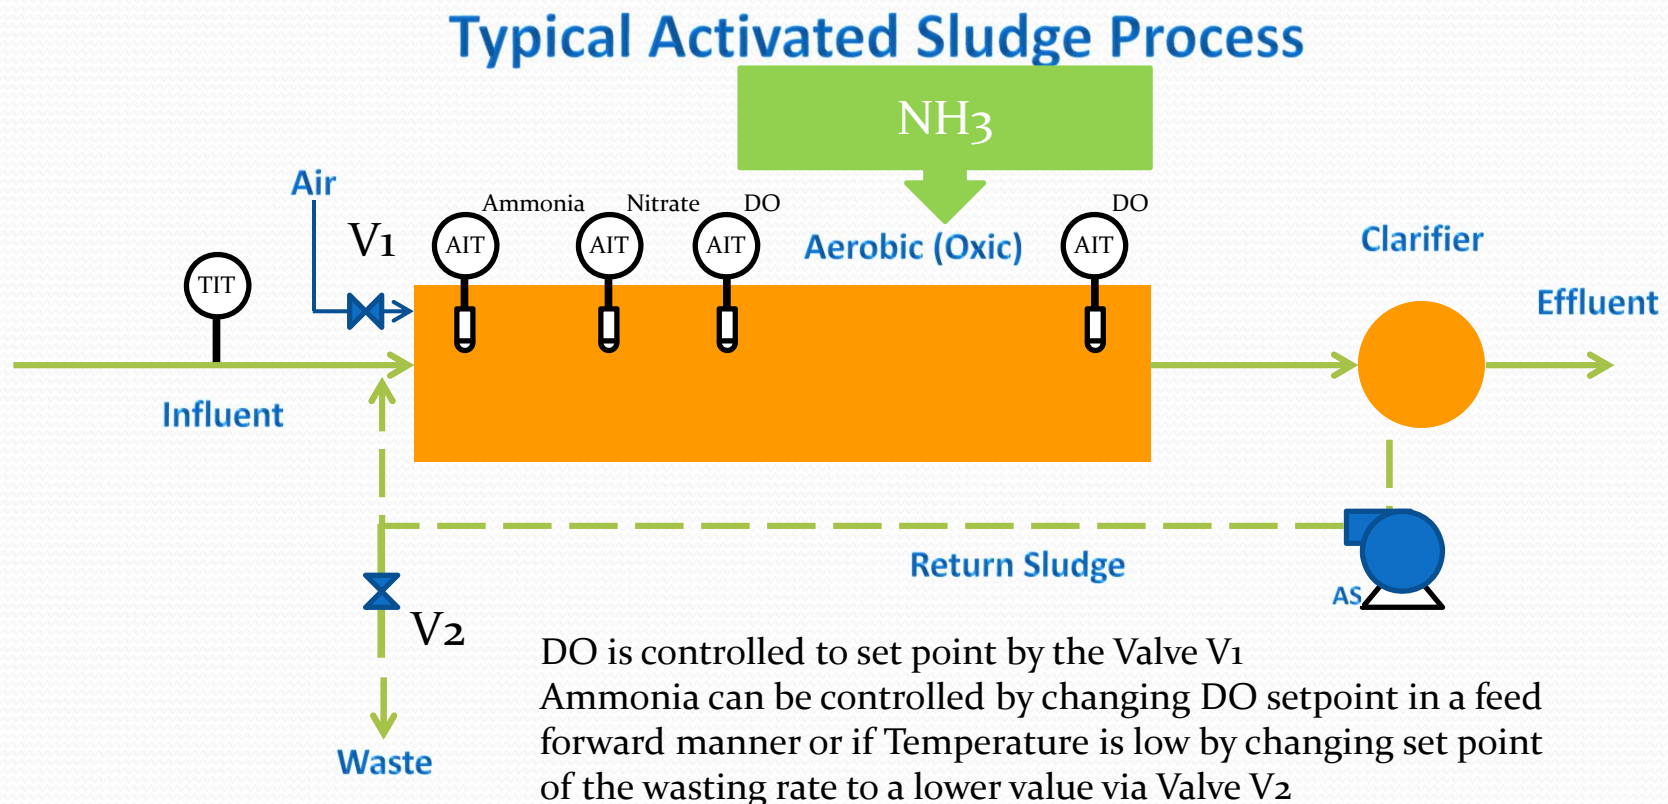 Typical Activated Sludge Process
NH3
Air
Ammonia
Nitrate
DO
DO
V1
AIT
AIT
AIT
Aerobic (Oxic)
AIT
Clarifier
TIT
Effluent
Influent
Return Sludge
AS
V2
DO is controlled to set point by the Valve V1
Ammonia can be controlled by changing DO setpoint in a feed
forward manner or if Temperature is low by changing set point
of the wasting rate to a lower value via Valve V2
Waste